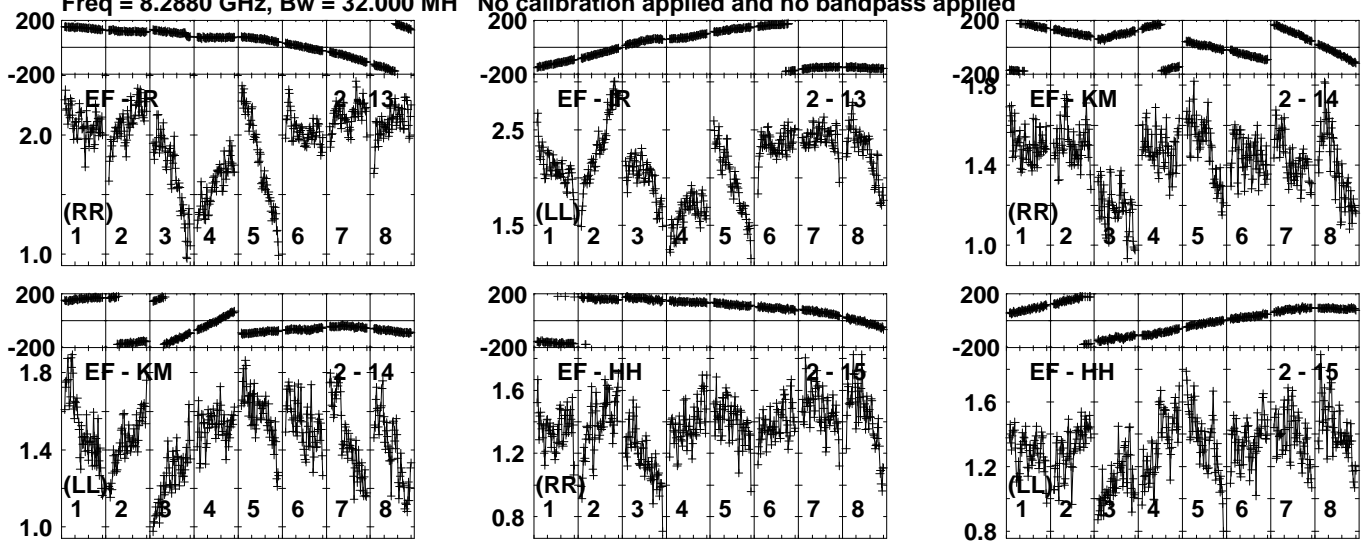 Freq = 8.2880 GHz, Bw = 32.000 MH No calibration applied and no bandpass applied
200
-200
EF - JR 2 - 13
2.0
1.0
(RR)
1 2 3 4 5 6 7 8
EF - JR 2 - 13
2.5
1.5
(LL)
1 2 3 4 5 6 7 8
200
-200
200
-200
1.8
EF - KM 2 - 14
1.4
1.0
(RR)
1 2 3 4 5 6 7 8
200
-200
1.8
EF - KM 2 - 14
1.4
1.0
(LL)
1 2 3 4 5 6 7 8
200
-200
EF - HH 2 - 15
1.6
1.2
0.8
(RR)
1 2 3 4 5 6 7 8
200
-200
EF - HH 2 - 15
1.6
1.2
0.8
(LL)
1 2 3 4 5 6 7 8